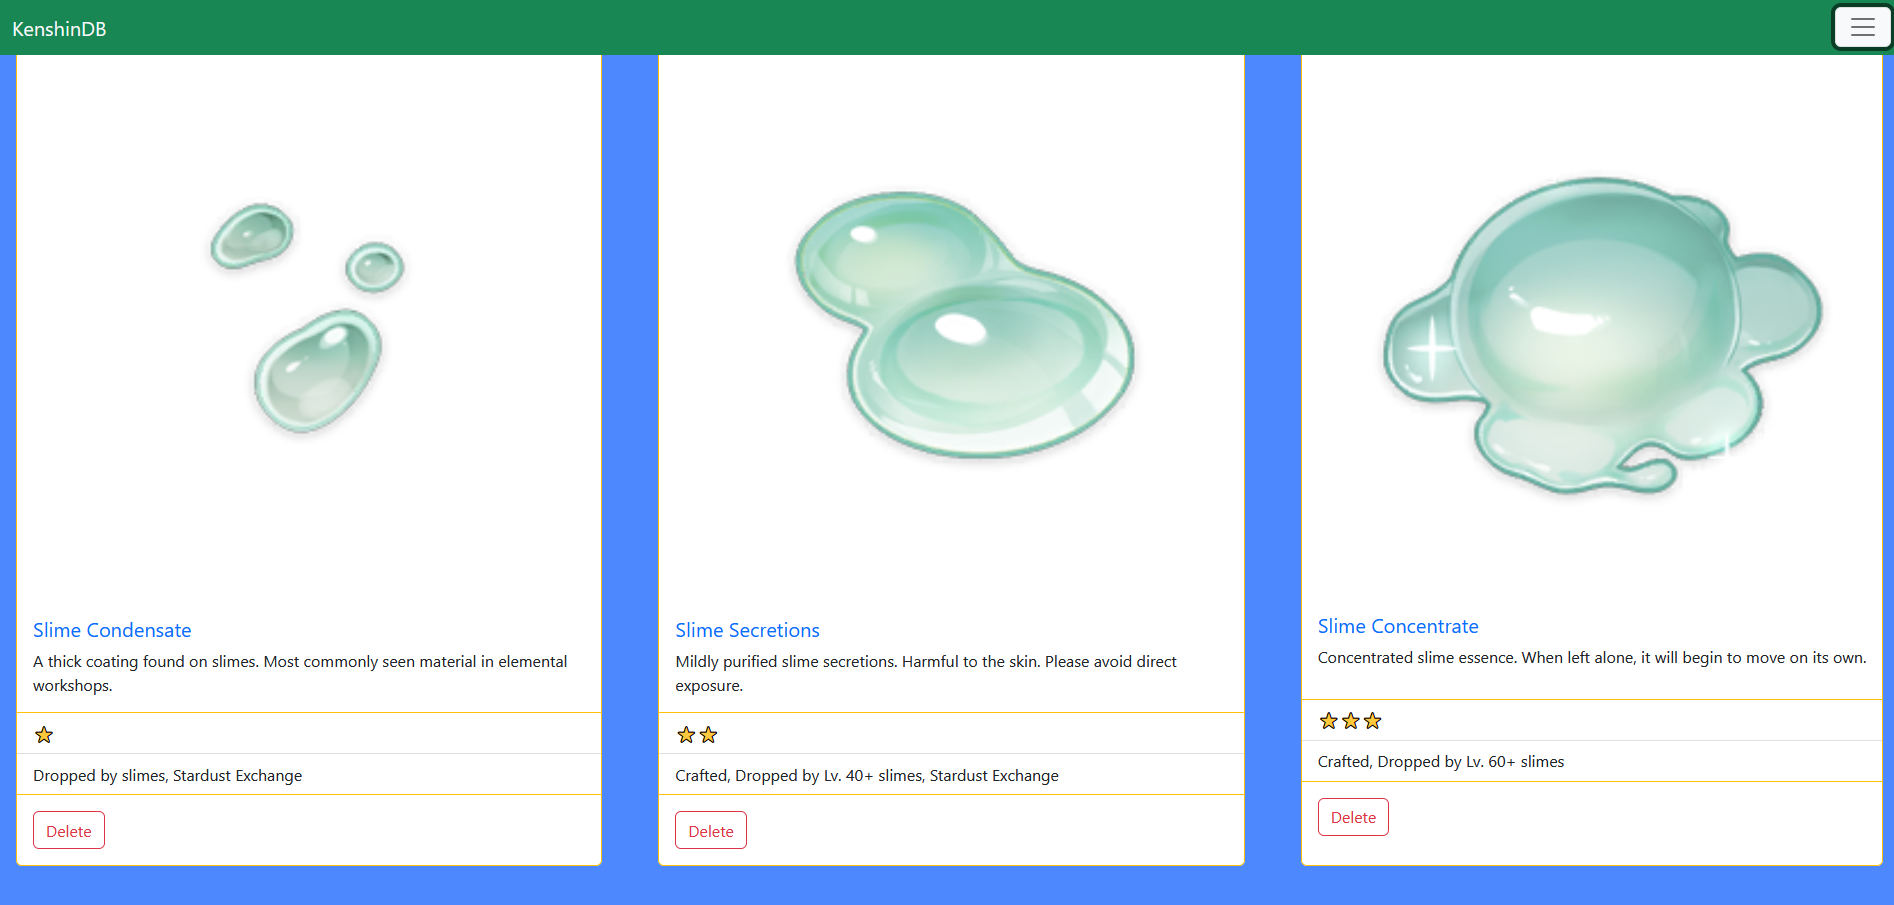 KenshinDB
Slime Condensate
A thick coating found on slimes. Most commonly seen material in elemental
workshops.
Dropped by slimes, Stardust Exchange
Delete
Slime Secretions
Mildly purified slime secretions. Harmful to the skin. Please avoid direct
exposure.
Crafted, Dropped by Lv. 40+ slimes, Stardust Exchange
Delete
Slime Concentrate
Concentrated slime essence. When left alone, it will begin to move on its own.
Crafted, Dropped by Lv. 60+ slimes
Delete